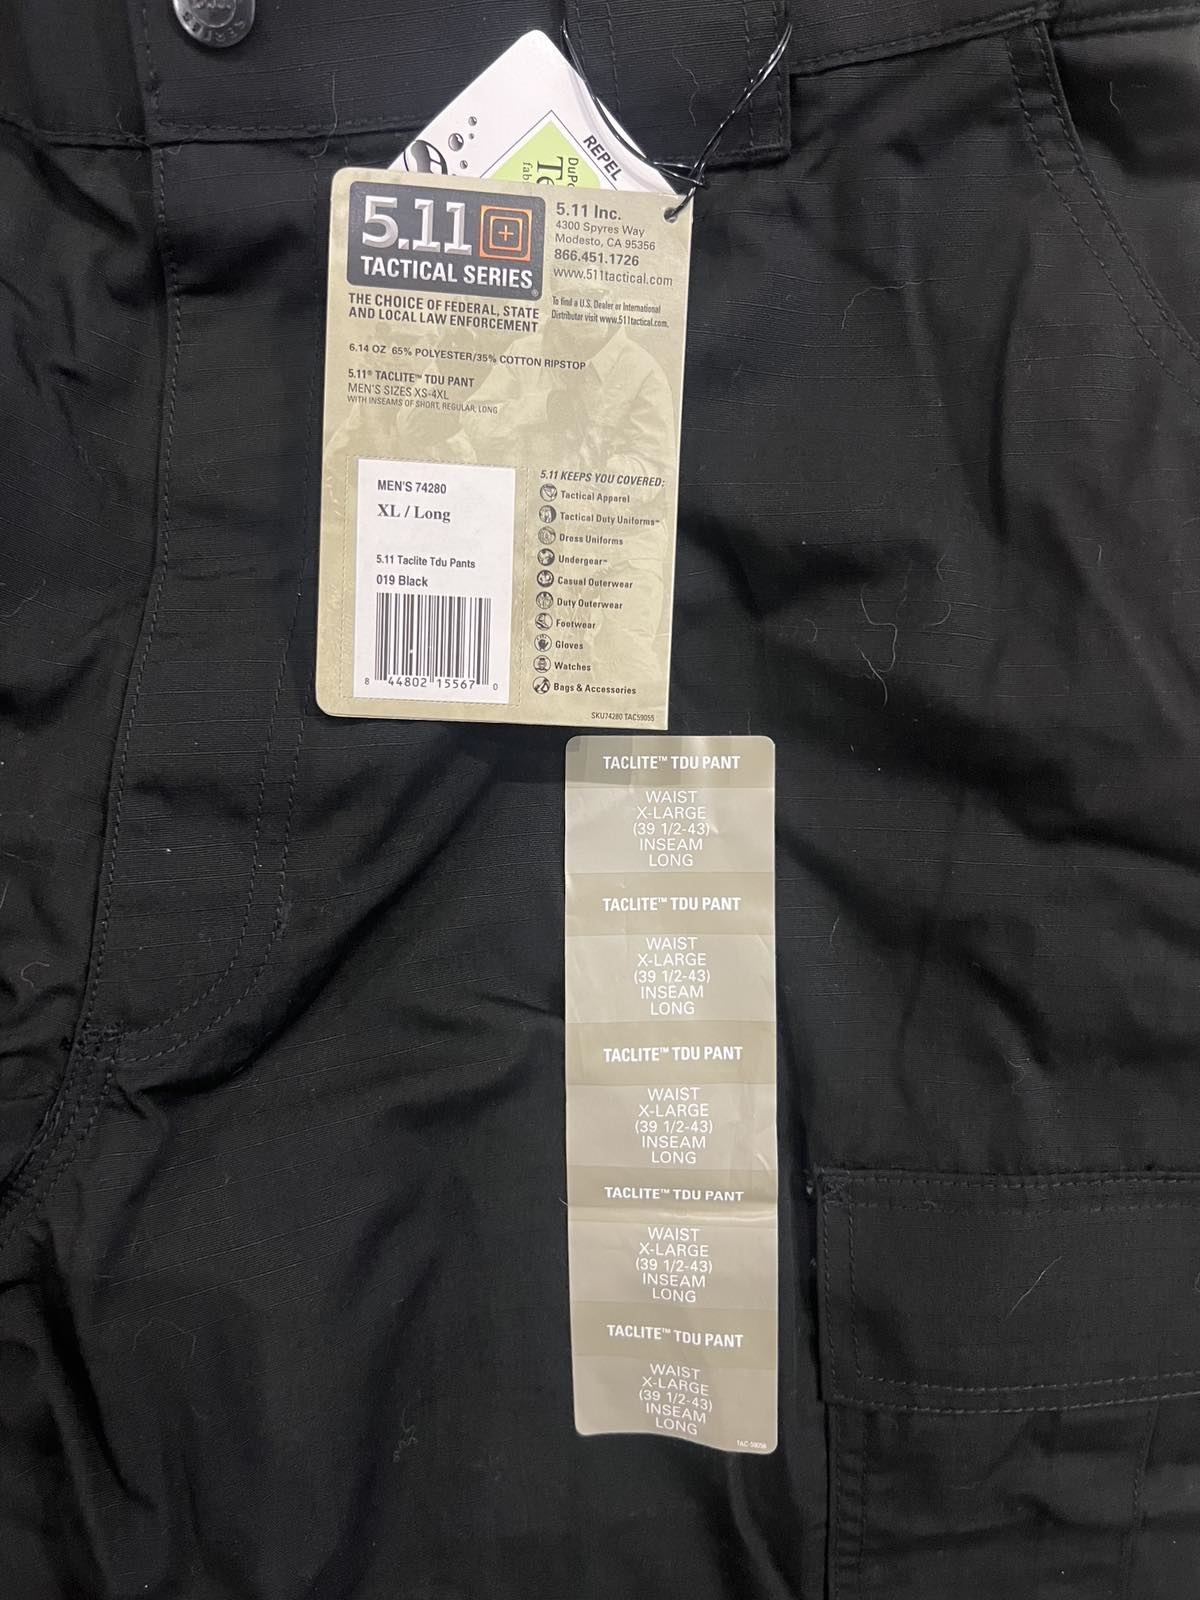 SERIES
REPEL
5.11
TACTICAL SERIES®
THE CHOICE OF FEDERAL, STATE
AND LOCAL LAW ENFORCEMENT
5.11 Inc.
4300 Spyres Way
Modesto, CA 95356
866.451.1726
www.511tactical.com
To find a U.S. Dealer or International
Distributor visit www.511tactical.com.
6.14 OZ 65% POLYESTER/35% COTTON RIPSTOP
5.11® TACLITE™ TDU PANT
MEN'S SIZES XS-4XL
WITH INSEAMS OF SHORT, REGULAR, LONG
MEN'S 74280
XL / Long
5.11 Taclite Tdu Pants
019 Black
8 44802 15567 0
5.11 KEEPS YOU COVERED:
Tactical Apparel
Tactical Duty Uniforms™
Dress Uniforms
Undergear™
Casual Outerwear
Duty Outerwear
Footwear
Gloves
Watches
Bags & Accessories
SKU74280 TAC59055
TACLITE™ TDU PANT
WAIST
X-LARGE
(39 1/2-43)
INSEAM
LONG
TACLITE™ TDU PANT
WAIST
X-LARGE
(39 1/2-43)
INSEAM
LONG
TACLITE™ TDU PANT
WAIST
X-LARGE
(39 1/2-43)
INSEAM
LONG
TACLITE™ TDU PANT
WAIST
X-LARGE
(39 1/2-43)
INSEAM
LONG
TACLITE™ TDU PANT
WAIST
X-LARGE
(39 1/2-43)
INSEAM
LONG